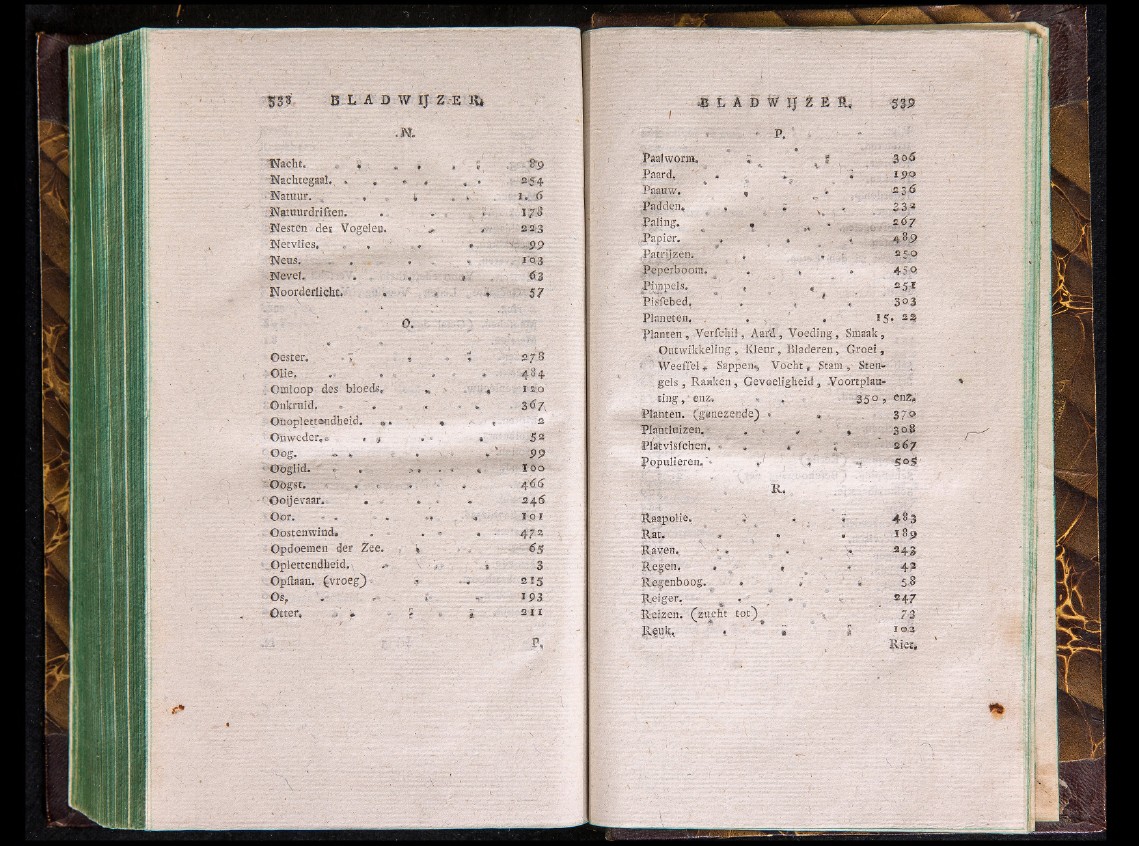 538 BLADWIJZER.
N.
Nacht. 89
Nachtegaal. 254
Natuur. 1. 6
Natuurdriften. 178
Nesten der Vogelen. 223
Netvlies. 99
Neus. 103
Nevel. 63
Noorderlicht. 57
O.
Oester. 278
Olie. 484
Omloop des bloeds. 120
Onkruid. 367
Onoplettendheid. 2
Onweder. 52
Oog. 99
Ooglid. 100
Oogst. 466
Ooijevaar. 246
Oor. 101
Oostenwind. 472
Opdoemen der Zee. 65
Oplettendheid. 3
Opſtaan. (vroeg) 215
Os. 193
Otter. 211
P.
BLADWIJZER. 539
P.
Paalworm. 306
Paard. 190
Paauw. 236
Padden. 332
Paling. 267
Papier. 489
Patrijzen. 250
Peperboom. 450
Pimpels. 251
Pisſebed. 303
Planeten. 15. 22
Planten, Verſchil, Aard, Voeding, Smaak,
Ontwikkeling, Kleur, Bladeren, Groei,
Weefſel, Sappen, Vocht, Stam, Sten-
gels, Ranken, Gevoeligheid, Voortplan-
ting, enz. 350, enz.
Planten. (genezende) 370
Plantluizen. 308
Platvisſchen. 267
Populieren. 505
R.
Raapolie. 483
Rat. 189
Raven. 243
Regen. 42
Regenboog. 58
Reiger. 247
Reizen. (zucht tot) 73
Reuk. 102
Rier.